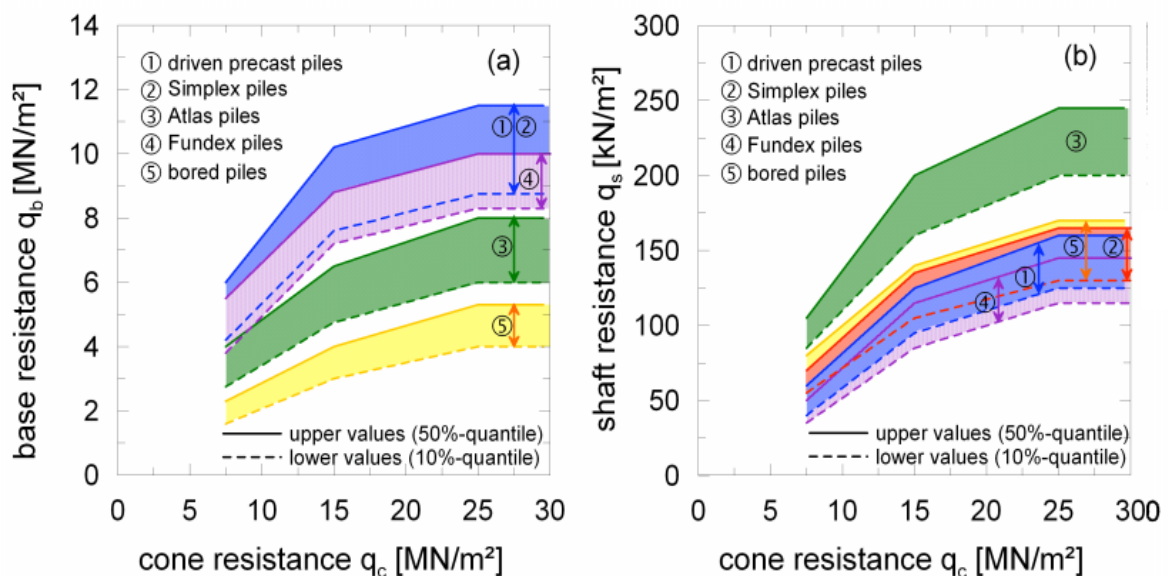 14
12
10
8
6
4
2
0
base resistance q_b [MN/m²]
(a)
① driven precast piles
② Simplex piles
③ Atlas piles
④ Fundex piles
⑤ bored piles
① ②
④
③
⑤
upper values (50%-quantile)
lower values (10%-quantile)
0 5 10 15 20 25 30
cone resistance q_c [MN/m²]
300
250
200
150
100
50
0
shaft resistance q_s [kN/m²]
(b)
① driven precast piles
② Simplex piles
③ Atlas piles
④ Fundex piles
⑤ bored piles
③
⑤ ②
①
④
upper values (50%-quantile)
lower values (10%-quantile)
0 5 10 15 20 25 300
cone resistance q_c [MN/m²]